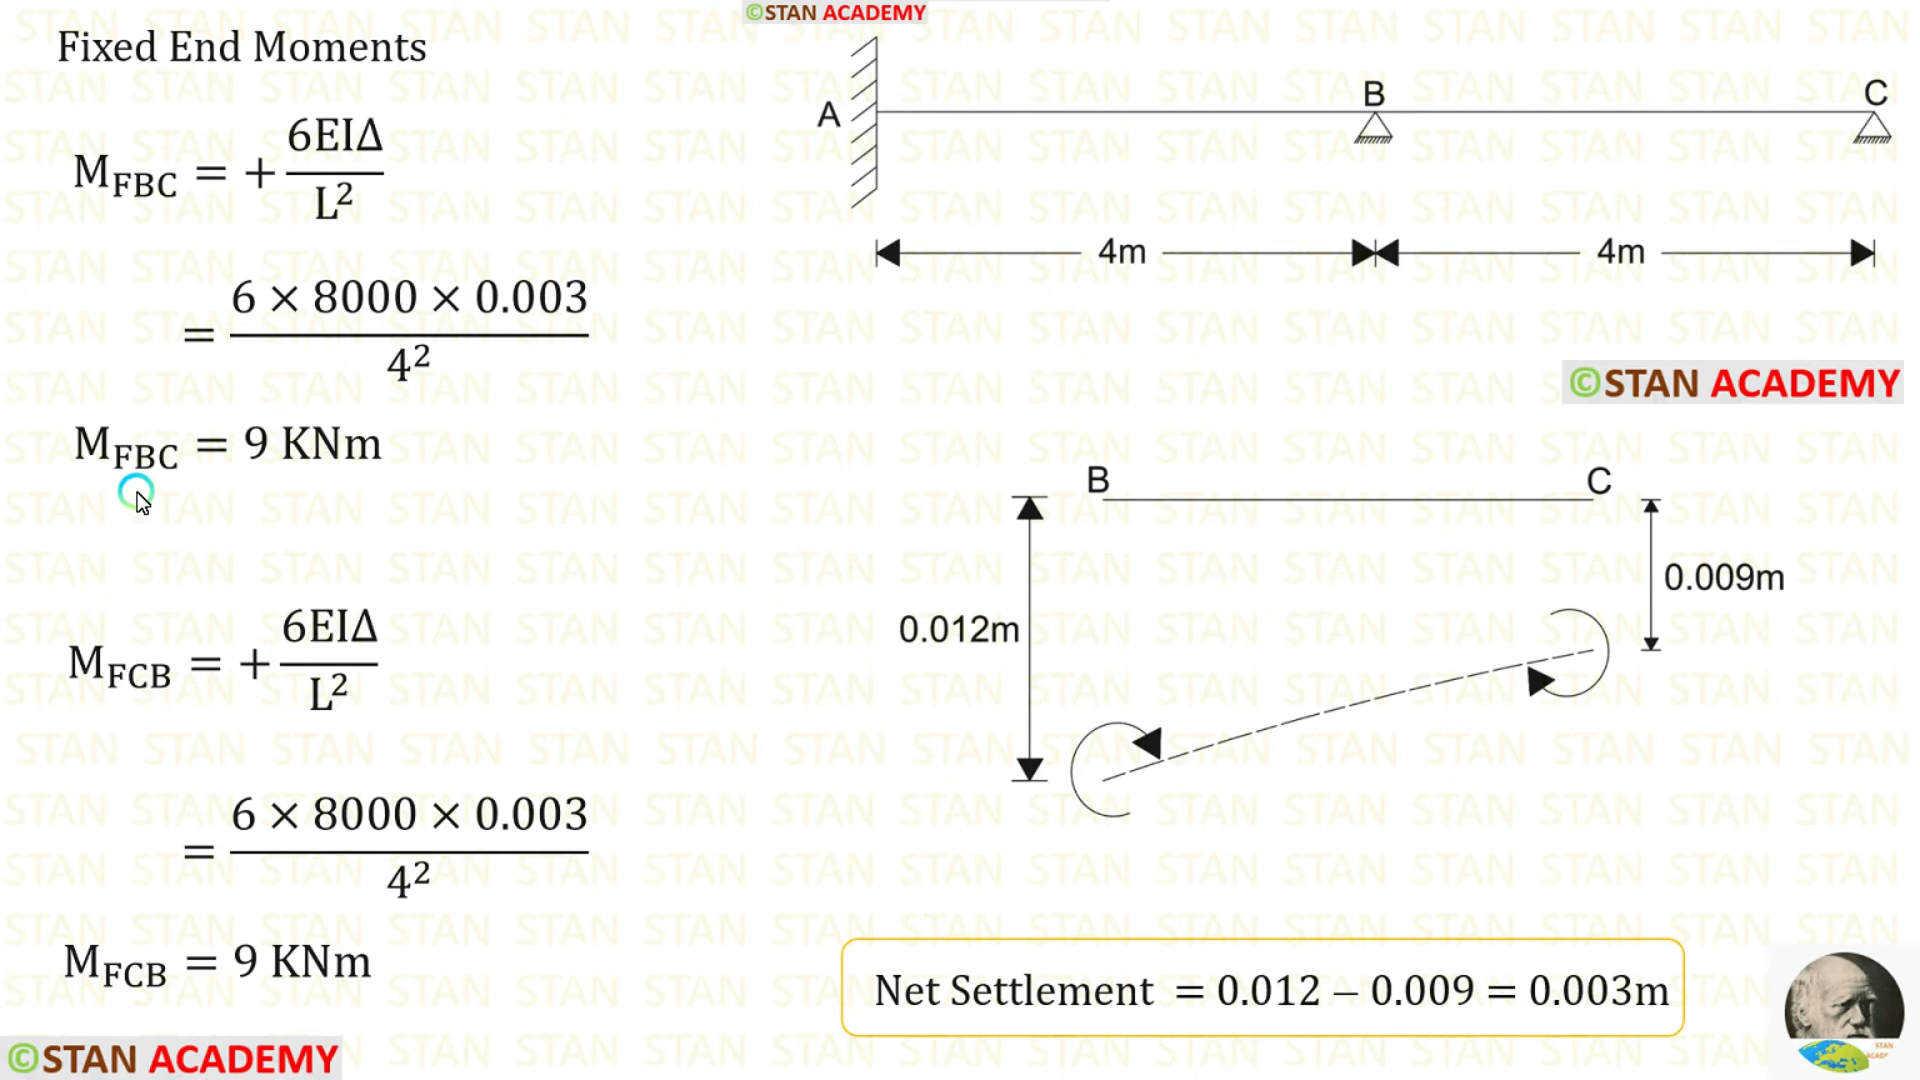 ©STAN ACADEMY
Fixed End Moments
M_FBC = + 6EIΔ / L²
= 6 × 8000 × 0.003 / 4²
M_FBC = 9 KNm
M_FCB = + 6EIΔ / L²
= 6 × 8000 × 0.003 / 4²
M_FCB = 9 KNm
©STAN ACADEMY
A
B
C
4m
4m
©STAN ACADEMY
B
C
0.012m
0.009m
Net Settlement = 0.012 − 0.009 = 0.003m
STAN